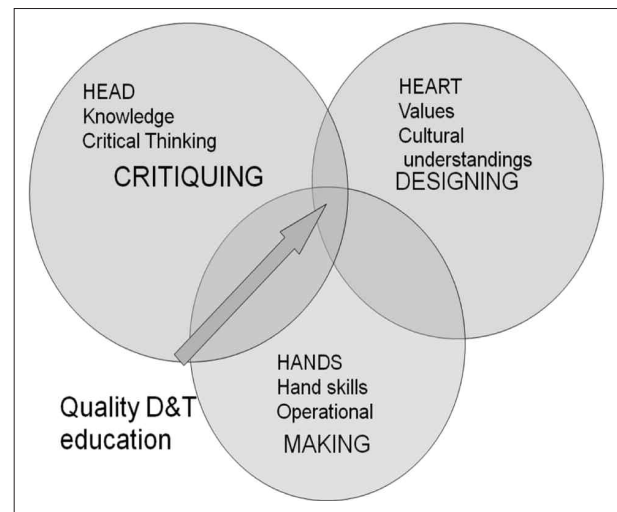 HEAD
Knowledge
Critical Thinking
CRITIQUING
HEART
Values
Cultural
understandings
DESIGNING
HANDS
Hand skills
Operational
MAKING
Quality D&T
education